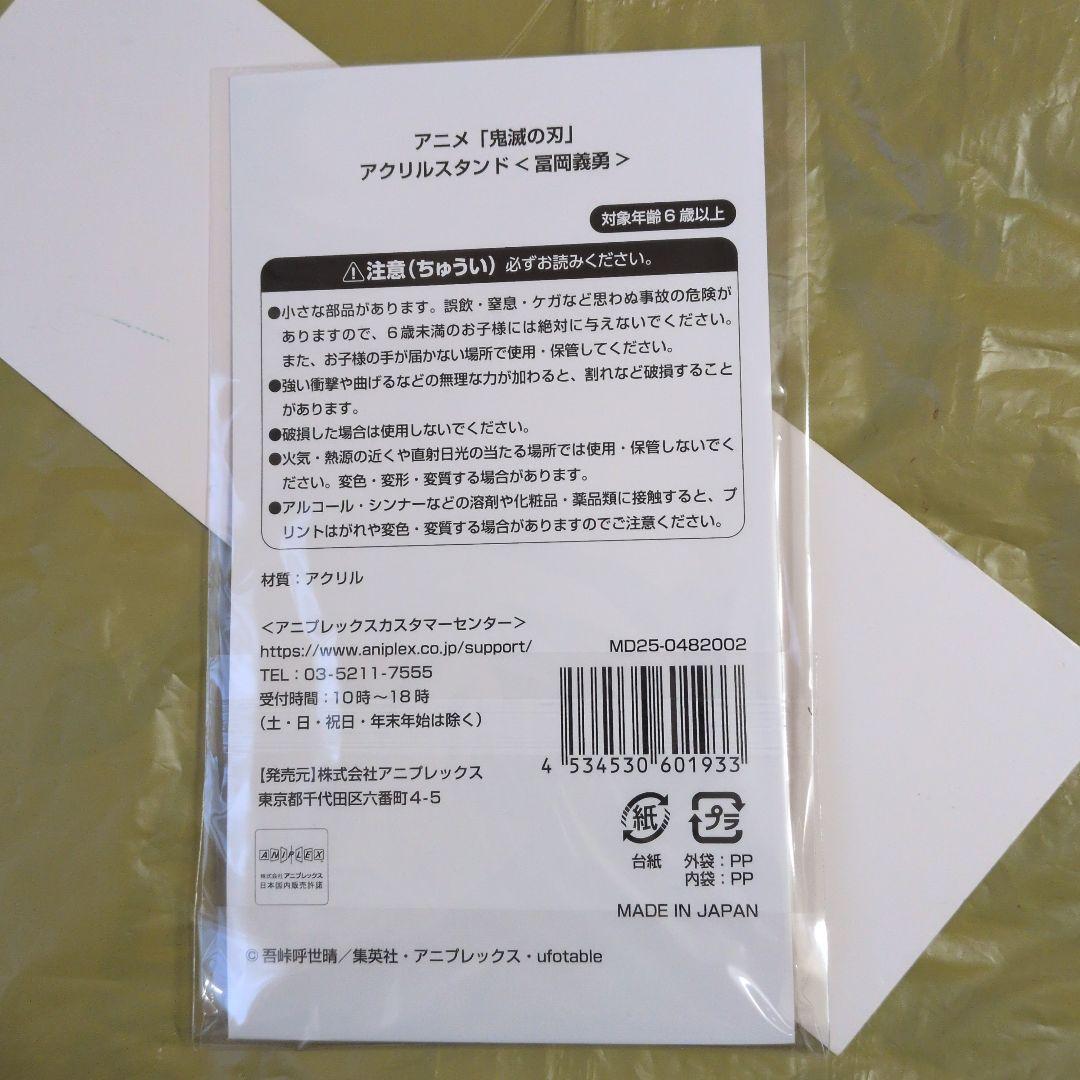 アニメ「鬼滅の刃」
アクリルスタンド<冨岡義勇>
対象年齢6歳以上
⚠注意(ちゅうい) 必ずお読みください。
●小さな部品があります。誤飲・窒息・ケガなど思わぬ事故の危険が
ありますので、6歳未満のお子様には絶対に与えないでください。
また、お子様の手が届かない場所で使用・保管してください。
●強い衝撃や曲げるなどの無理な力が加わると、割れなど破損すること
があります。
●破損した場合は使用しないでください。
●火気・熱源の近くや直射日光の当たる場所では使用・保管しないでく
ださい。変色・変形・変質する場合があります。
●アルコール・シンナーなどの溶剤や化粧品・薬品類に接触すると、プ
リントはがれや変色・変質する場合がありますのでご注意ください。
材質：アクリル
<アニプレックスカスタマーセンター>
https://www.aniplex.co.jp/support/
TEL：03-5211-7555
受付時間：10時～18時
(土・日・祝日・年末年始は除く)
MD25-0482002
4 534530 601933
【発売元】株式会社アニプレックス
東京都千代田区六番町4-5
紙
プラ
台紙
外袋：PP
内袋：PP
ANIPLEX
株式会社アニプレックス
日本国内販売許諾
MADE IN JAPAN
©吾峠呼世晴／集英社・アニプレックス・ufotable